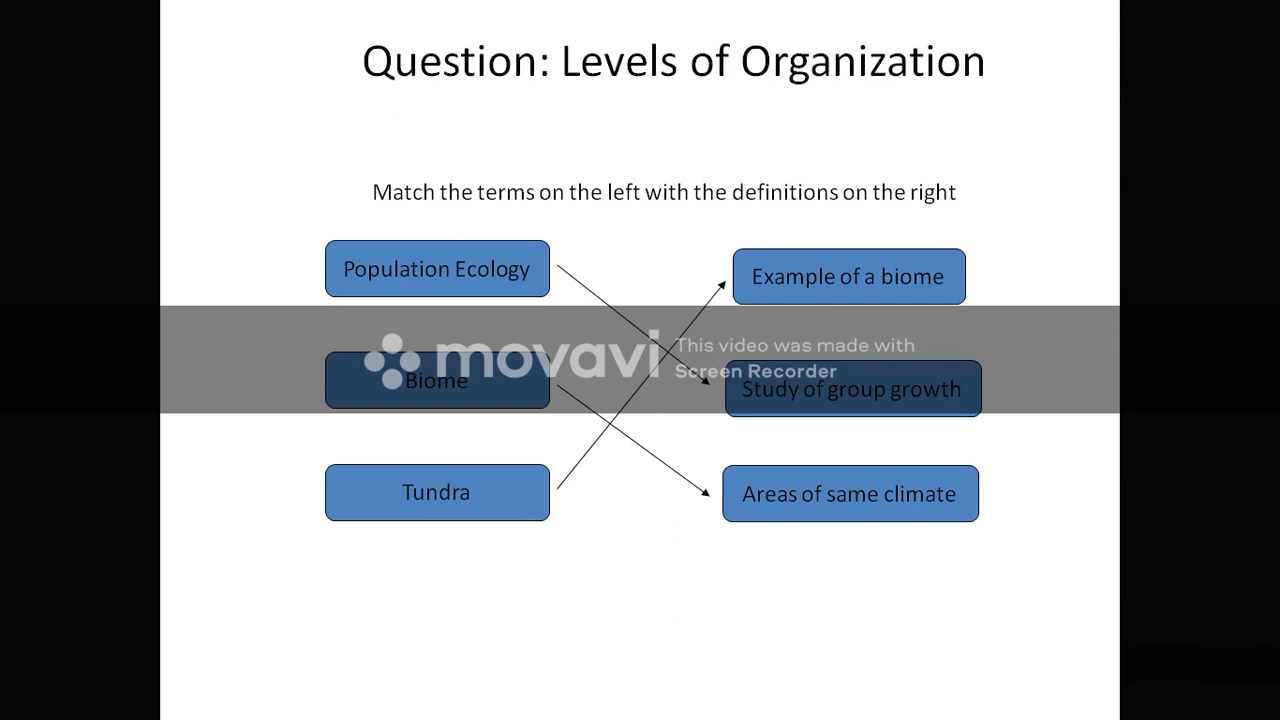 Question: Levels of Organization
Match the terms on the left with the definitions on the right
Population Ecology
Example of a biome
movavi
This video was made with
Screen Recorder
Biome
Study of group growth
Tundra
Areas of same climate